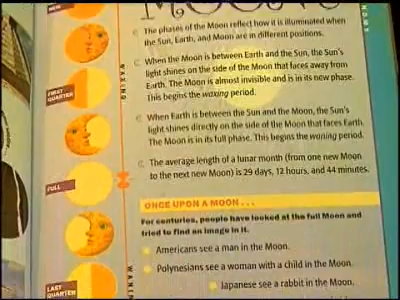 MOON
NEW
The phases of the Moon reflect how it is illuminated when
the Sun, Earth, and Moon are in different positions.
When the Moon is between Earth and the Sun, the Sun's
light shines on the side of the Moon that faces away from
Earth. The Moon is almost invisible and is in its new phase.
This begins the waxing period.
WAXING
FIRST
QUARTER
When Earth is between the Sun and the Moon, the Sun's
light shines directly on the side of the Moon that faces Earth.
The Moon is in its full phase. This begins the waning period.
The average length of a lunar month (from one new Moon
to the next new Moon) is 29 days, 12 hours, and 44 minutes.
FULL
ONCE UPON A MOON . . .
For centuries, people have looked at the full Moon and
tried to find an image in it.
Americans see a man in the Moon.
Polynesians see a woman with a child in the Moon.
Japanese see a rabbit in the Moon.
LAST
QUARTER